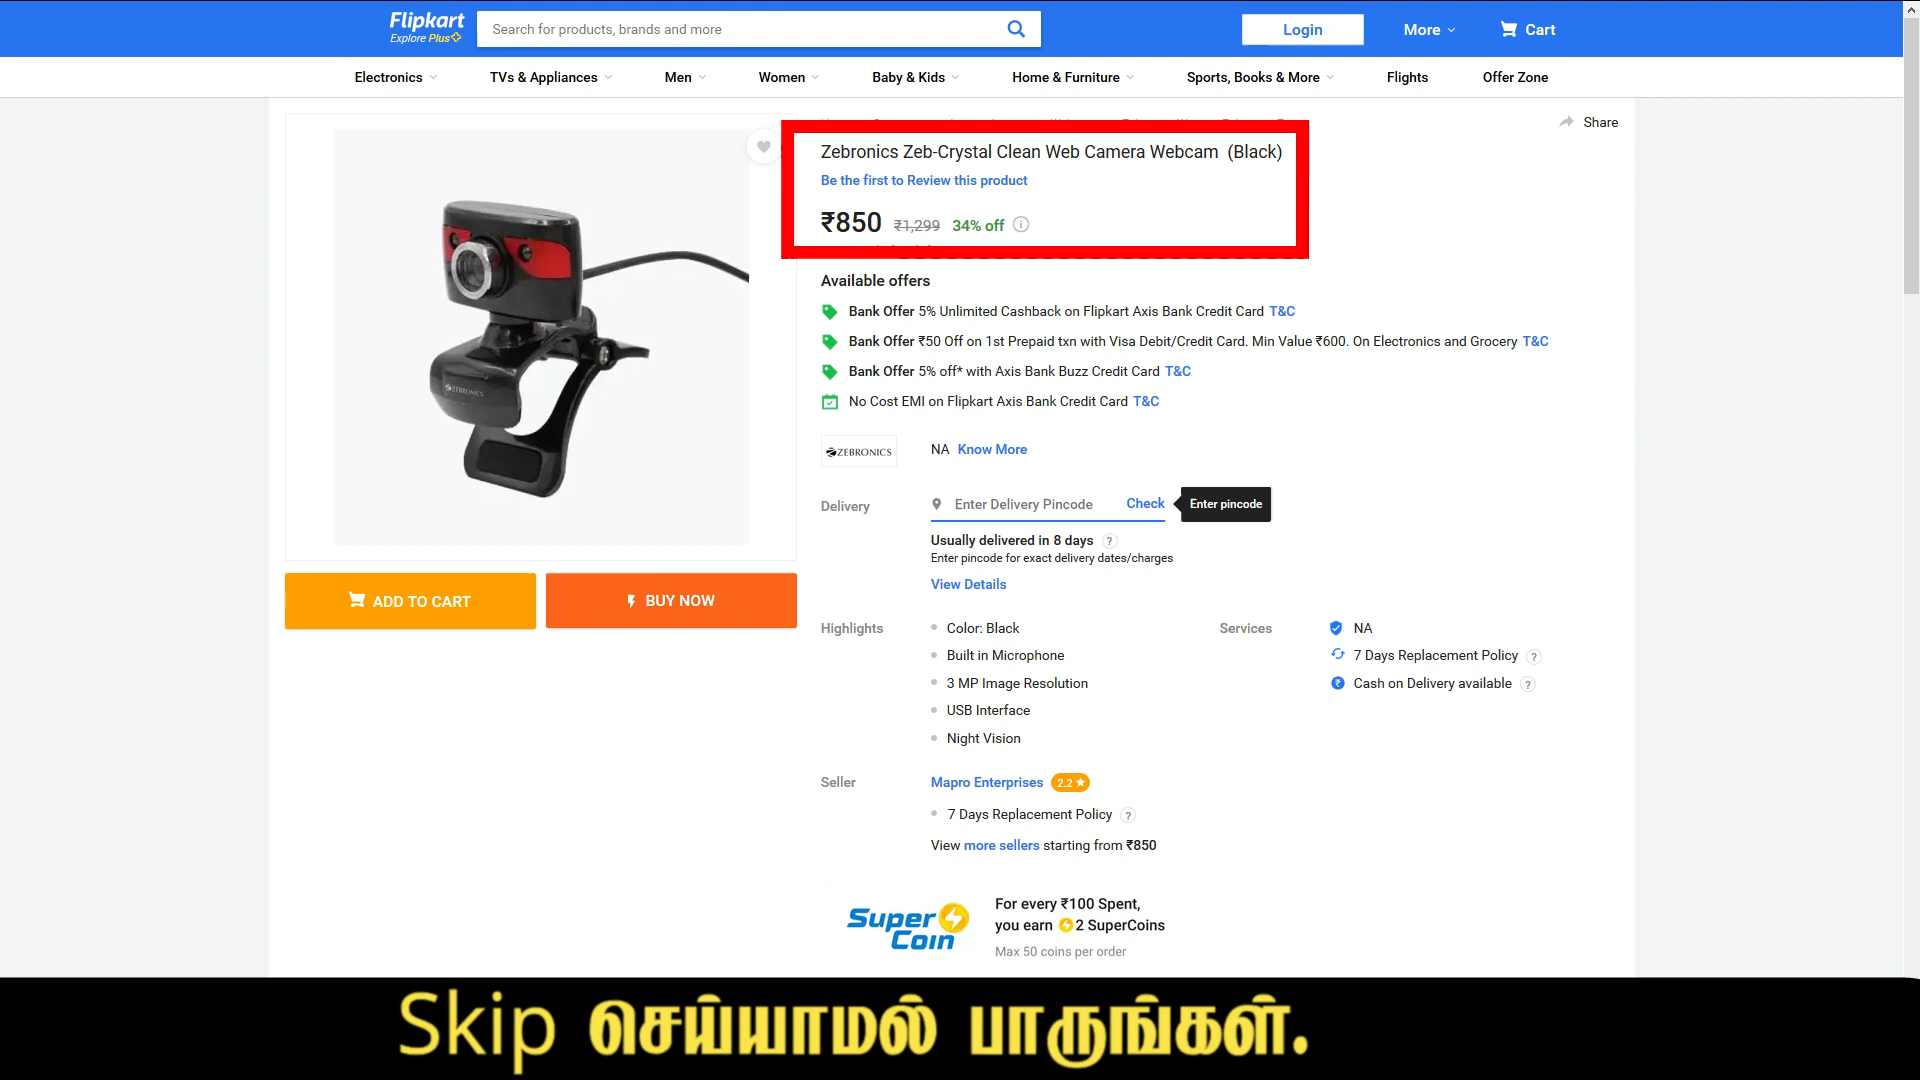 Flipkart
Explore Plus
Search for products, brands and more
Login
More
Cart
Electronics
TVs & Appliances
Men
Women
Baby & Kids
Home & Furniture
Sports, Books & More
Flights
Offer Zone
Share
Zebronics Zeb-Crystal Clean Web Camera Webcam (Black)
Be the first to Review this product
₹850 ₹1,299 34% off
Available offers
Bank Offer 5% Unlimited Cashback on Flipkart Axis Bank Credit Card T&C
Bank Offer ₹50 Off on 1st Prepaid txn with Visa Debit/Credit Card. Min Value ₹600. On Electronics and Grocery T&C
Bank Offer 5% off* with Axis Bank Buzz Credit Card T&C
No Cost EMI on Flipkart Axis Bank Credit Card T&C
ZEBRONICS
ZEBRONICS
NA Know More
Delivery
Enter Delivery Pincode
Check
Enter pincode
Usually delivered in 8 days ?
Enter pincode for exact delivery dates/charges
View Details
ADD TO CART
BUY NOW
Highlights
Color: Black
Built in Microphone
3 MP Image Resolution
USB Interface
Night Vision
Services
NA
7 Days Replacement Policy ?
Cash on Delivery available ?
Seller
Mapro Enterprises 2.2★
7 Days Replacement Policy ?
View more sellers starting from ₹850
Super Coin
For every ₹100 Spent,
you earn 2 SuperCoins
Max 50 coins per order
Skip செய்யாமல் பாருங்கள்.